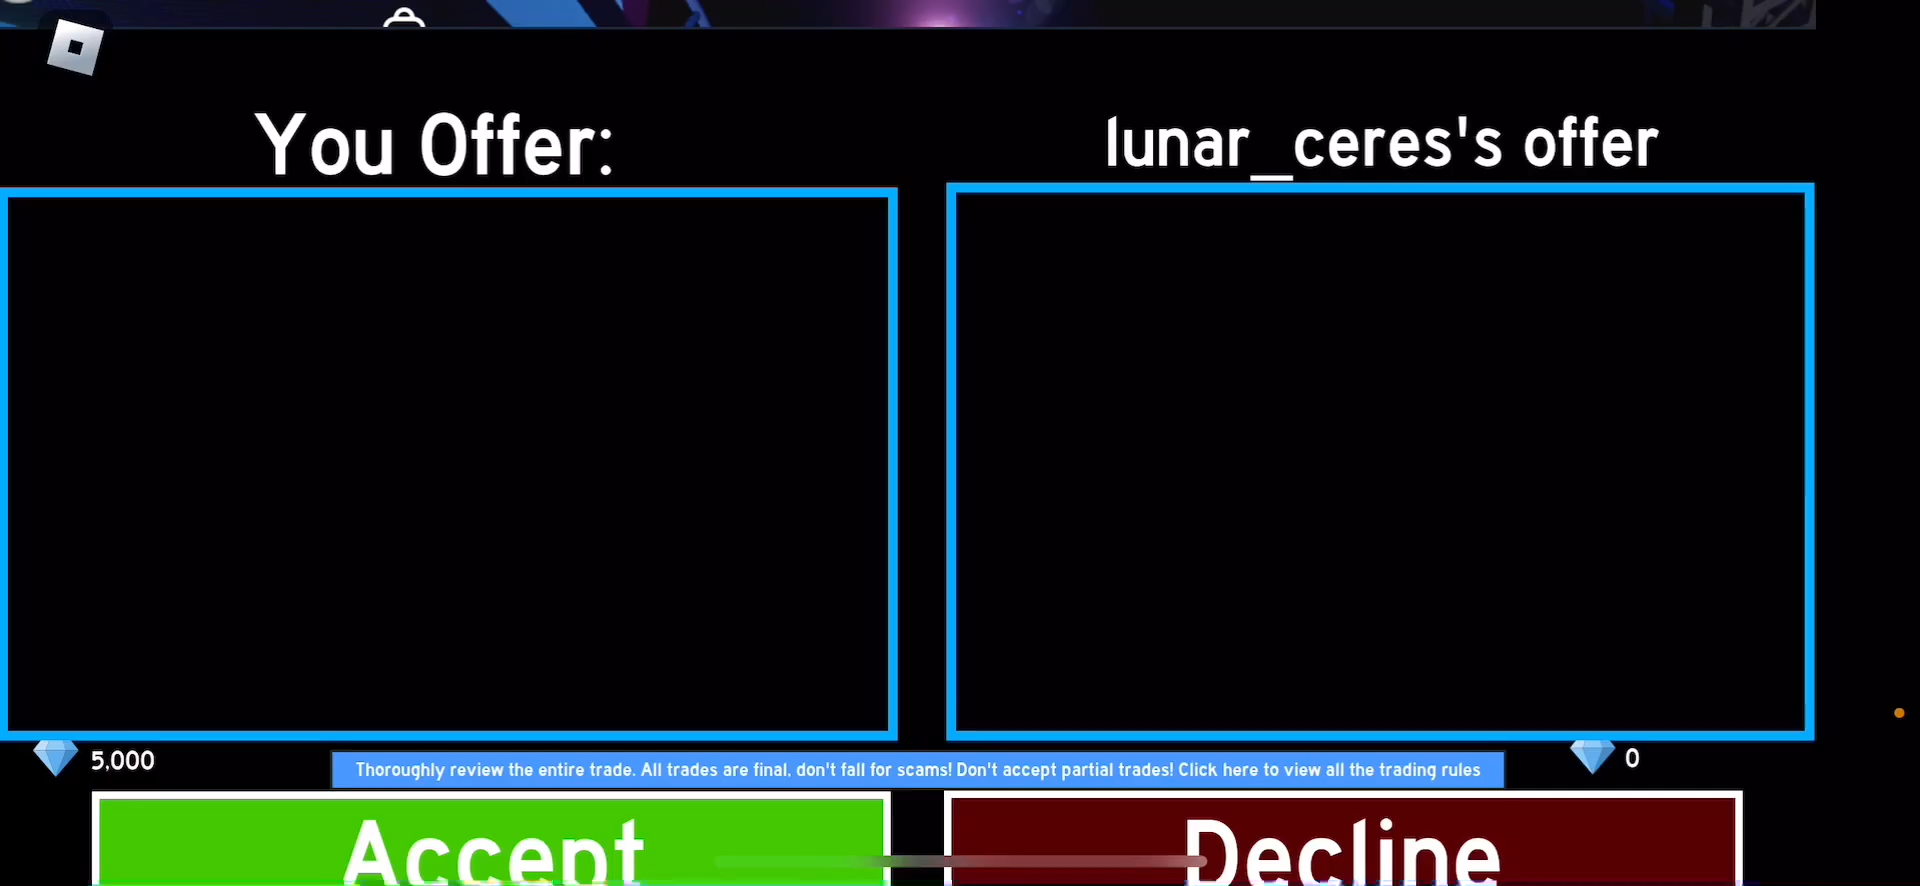 You Offer:
lunar_ceres's offer
5,000
0
Thoroughly review the entire trade. All trades are final, don't fall for scams! Don't accept partial trades! Click here to view all the trading rules
Accept
Decline